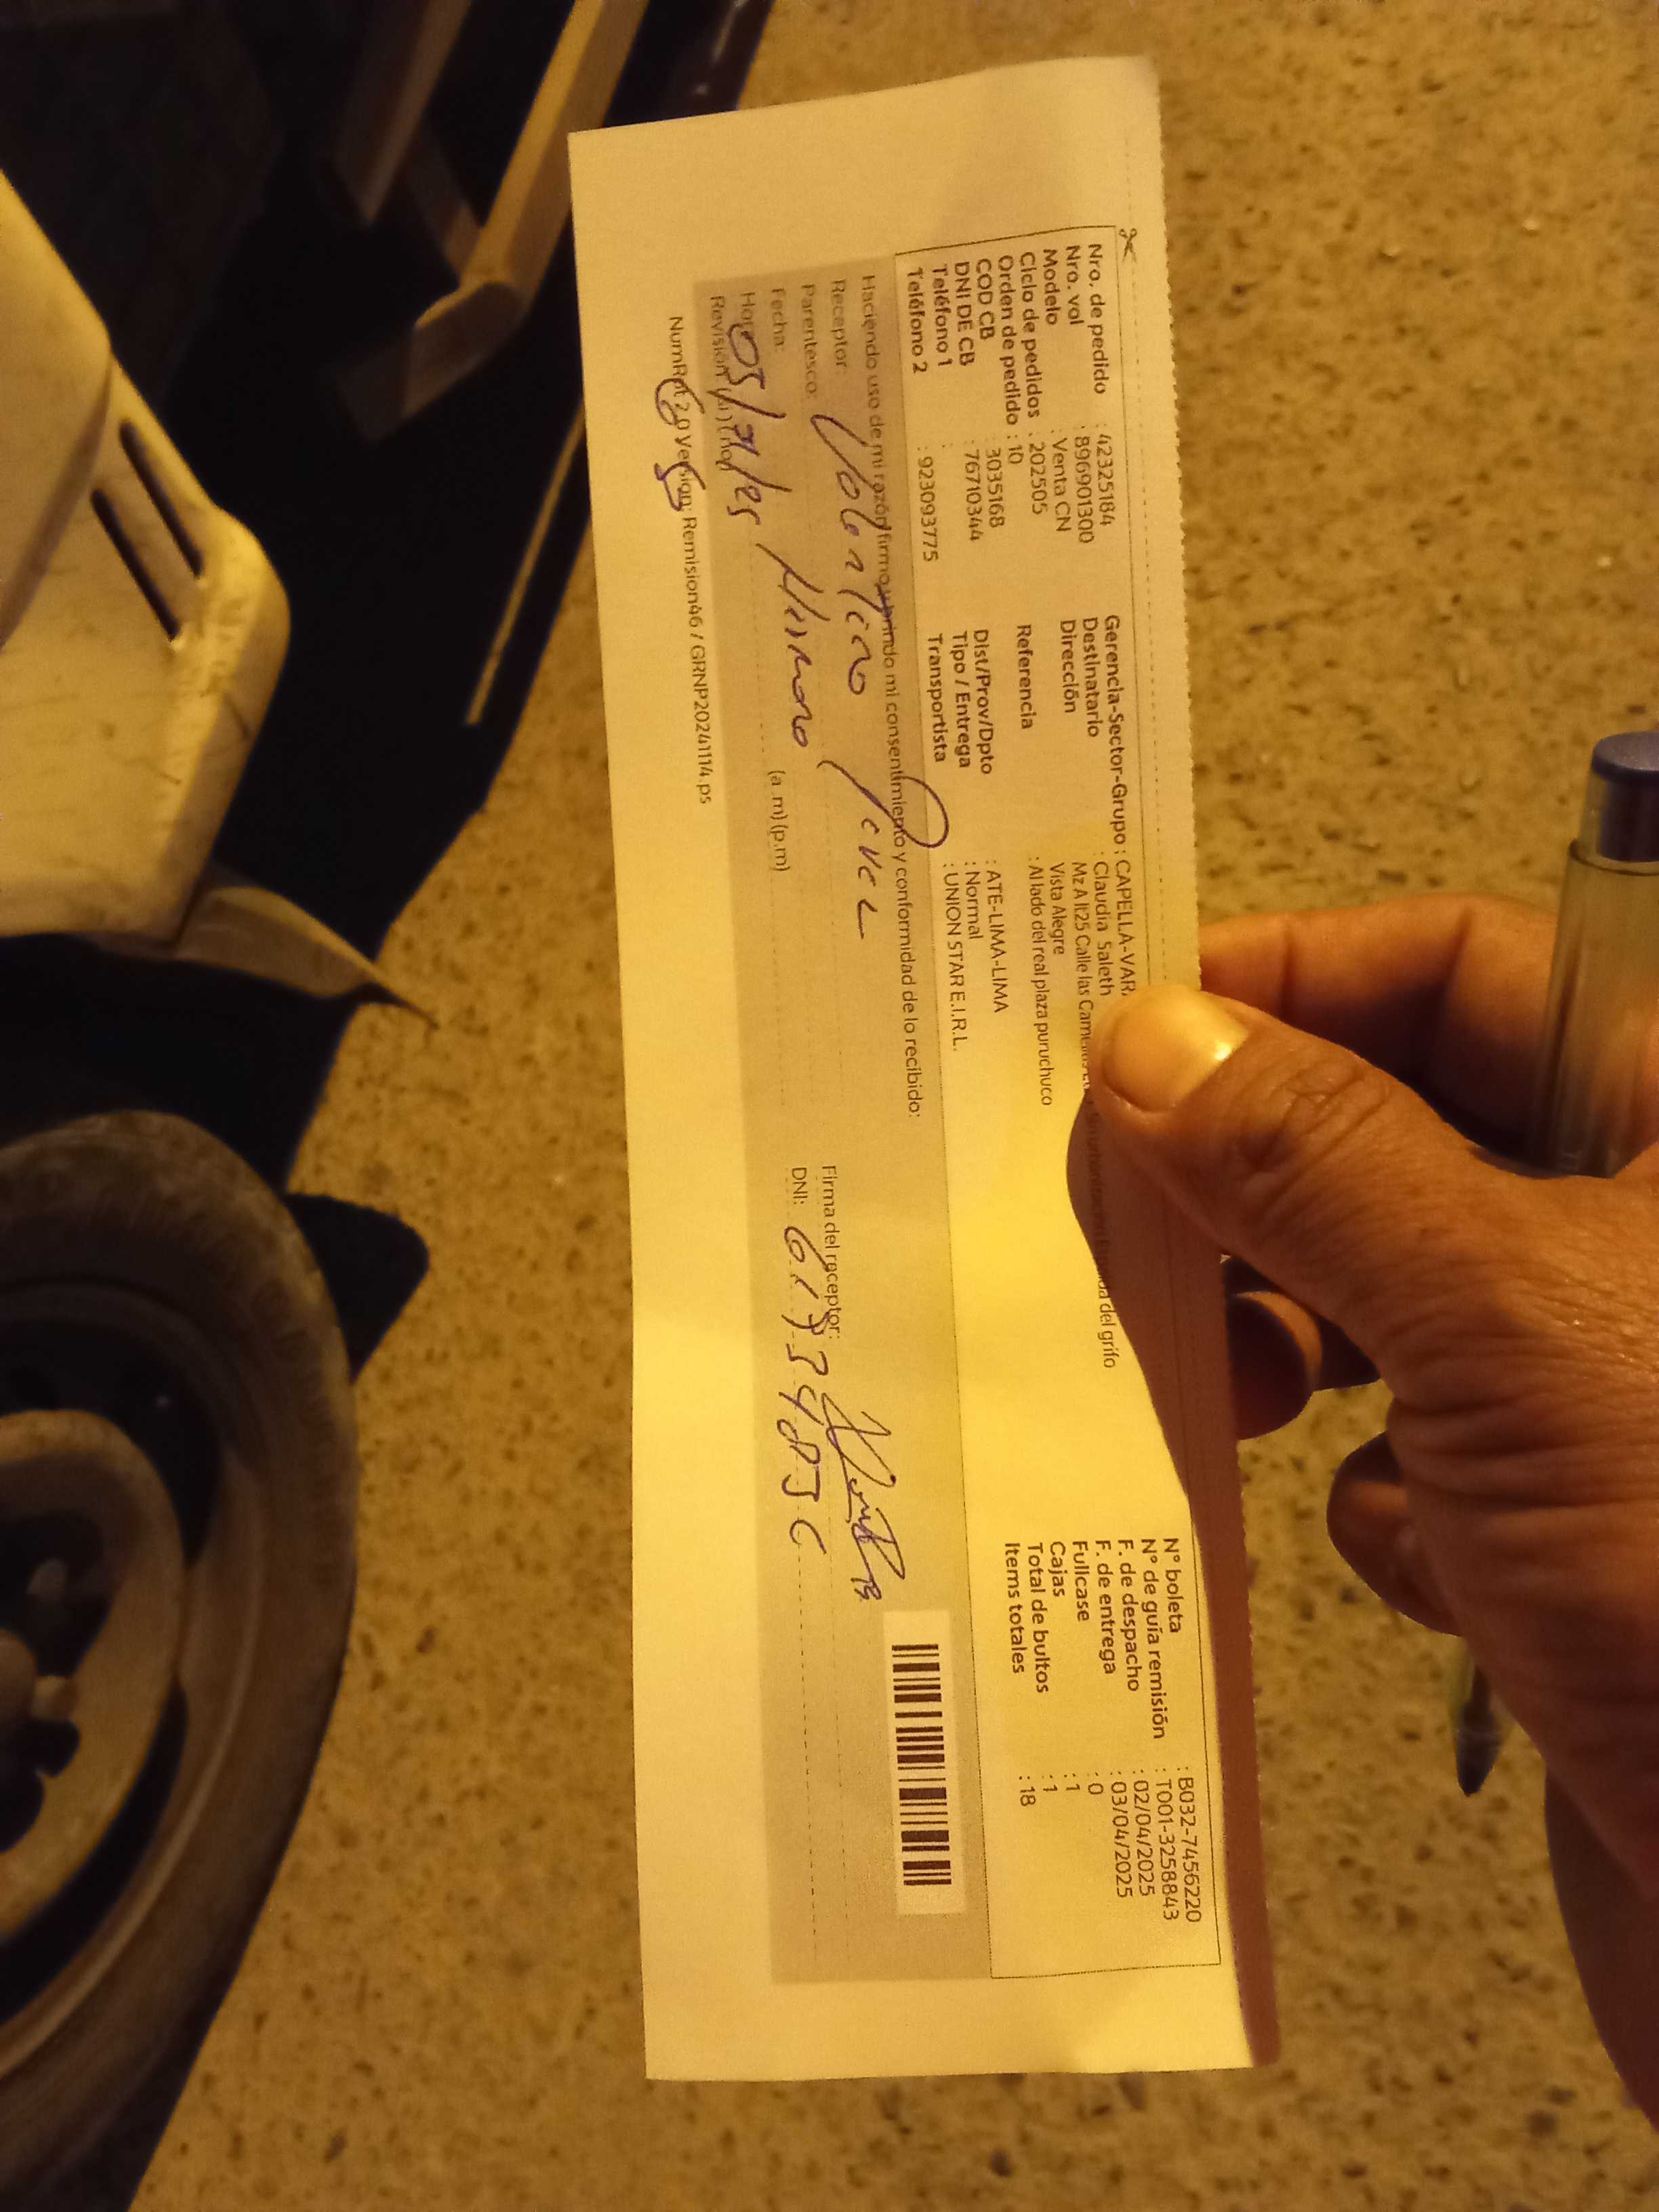 Nro. de pedido : 42325184
Nro. vol : 896901300
Modelo : Venta CN
Ciclo de pedidos : 202505
Orden de pedido : 10
COD CB : 3035168
DNI DE CB : 76710344
Teléfono 1 :
Teléfono 2 : 923093775
Gerencia-Sector-Grupo : CAPELLA-VAR
Destinatario : Claudia Saleth
Dirección : Mz A lt25 Calle las del grifo
Vista Alegre
Referencia : Al lado del real plaza puruchuco
Dist/Prov/Dpto : ATE-LIMA-LIMA
Tipo / Entrega : Normal
Transportista : UNION STAR E.I.R.L.
N° boleta : B032-7456220
N° de guía remisión : T001-3258843
F. de despacho : 02/04/2025
F. de entrega : 03/04/2025
Fullcase : 0
Cajas : 1
Total de bultos : 1
Items totales : 18
Haciendo uso de mi razón firmo y brindo mi consentimiento y conformidad de lo recibido:
Receptor: Valentino
Parentesco:
Fecha:
(a.m) (p.m)
Firma del receptor:
DNI:
Version: Remision46 / GRNP20241114.ps